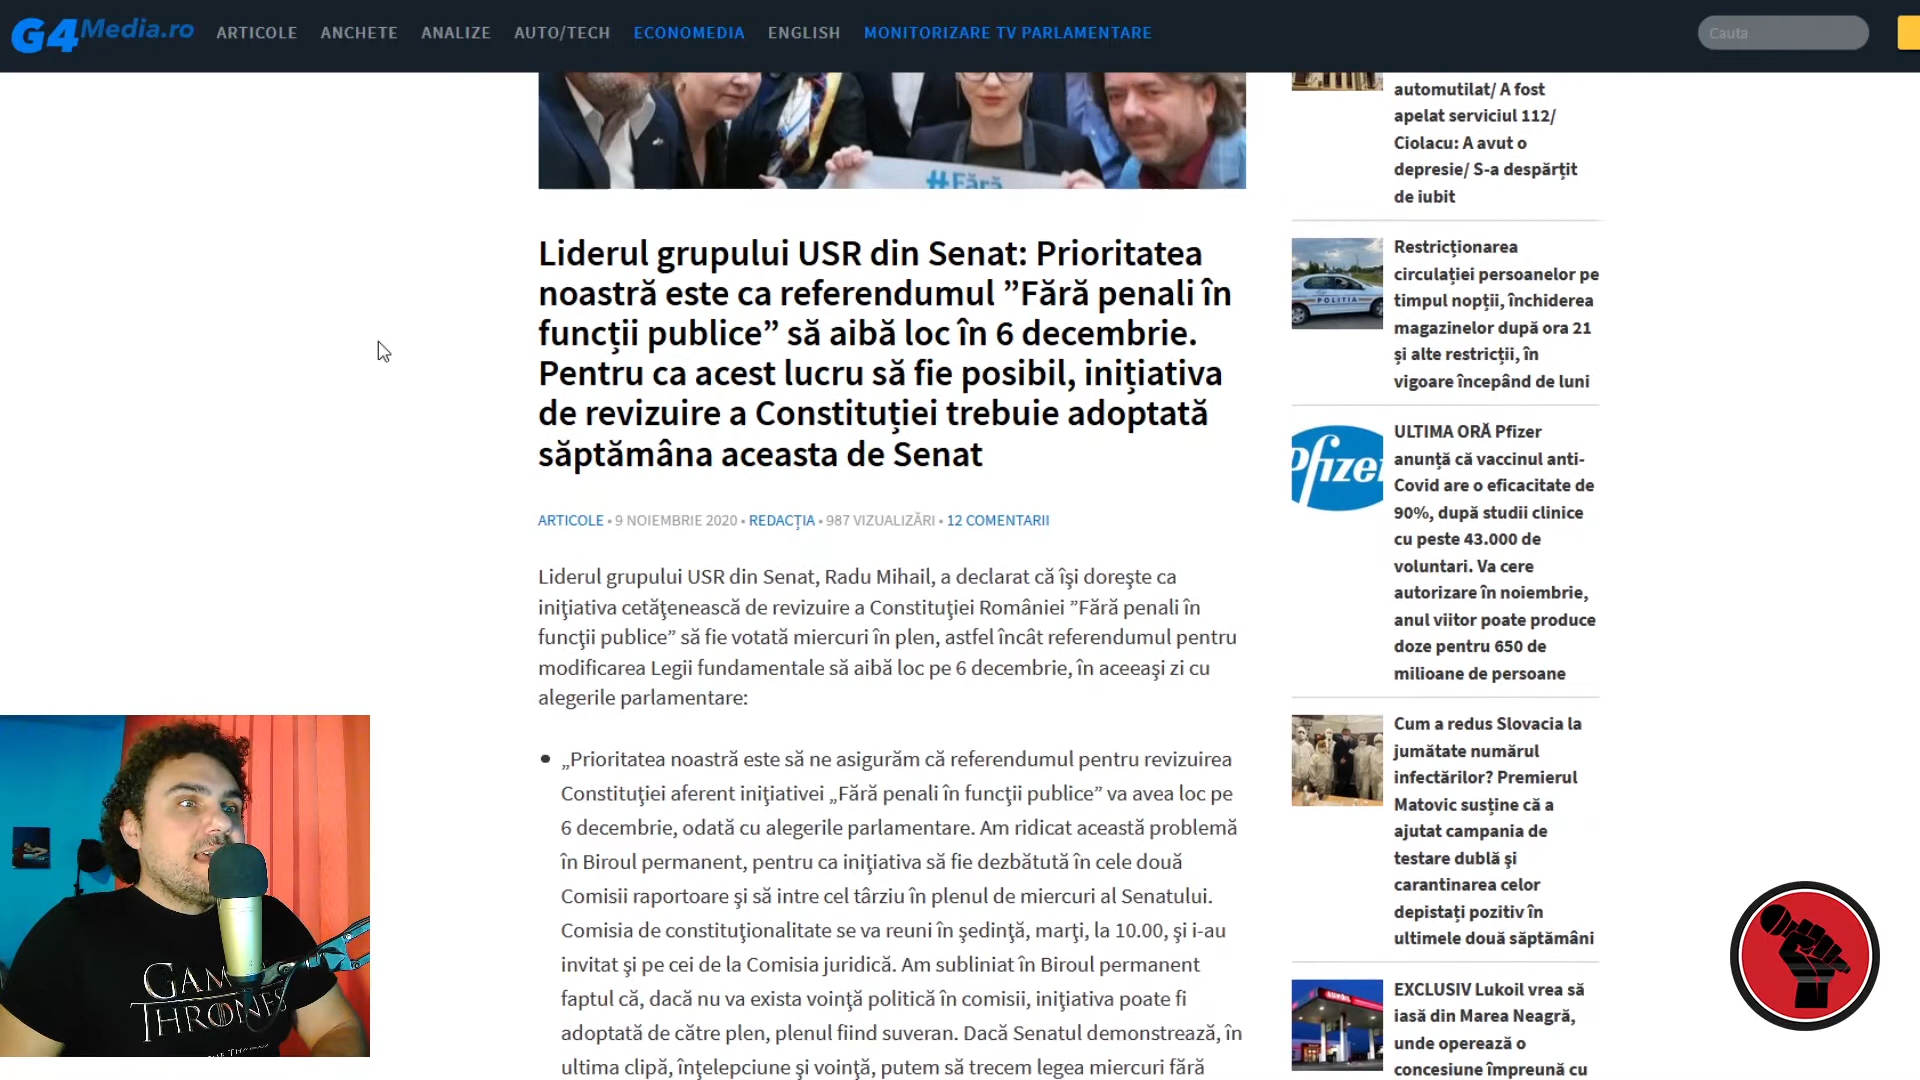 G4Media.ro ARTICOLE ANCHETE ANALIZE AUTO/TECH ECONOMEDIA ENGLISH MONITORIZARE TV PARLAMENTARE Cauta
#Fără
Liderul grupului USR din Senat: Prioritatea
noastră este ca referendumul ”Fără penali în
funcții publice” să aibă loc în 6 decembrie.
Pentru ca acest lucru să fie posibil, inițiativa
de revizuire a Constituției trebuie adoptată
săptămâna aceasta de Senat
ARTICOLE • 9 NOIEMBRIE 2020 • REDACȚIA • 987 VIZUALIZĂRI • 12 COMENTARII
Liderul grupului USR din Senat, Radu Mihail, a declarat că îşi doreşte ca
iniţiativa cetăţenească de revizuire a Constituţiei României ”Fără penali în
funcţii publice” să fie votată miercuri în plen, astfel încât referendumul pentru
modificarea Legii fundamentale să aibă loc pe 6 decembrie, în aceeaşi zi cu
alegerile parlamentare:
• „Prioritatea noastră este să ne asigurăm că referendumul pentru revizuirea
Constituţiei aferent iniţiativei „Fără penali în funcţii publice” va avea loc pe
6 decembrie, odată cu alegerile parlamentare. Am ridicat această problemă
în Biroul permanent, pentru ca iniţiativa să fie dezbătută în cele două
Comisii raportoare şi să intre cel târziu în plenul de miercuri al Senatului.
Comisia de constituţionalitate se va reuni în şedinţă, marţi, la 10.00, şi i-au
invitat şi pe cei de la Comisia juridică. Am subliniat în Biroul permanent
faptul că, dacă nu va exista voinţă politică în comisii, iniţiativa poate fi
adoptată de către plen, plenul fiind suveran. Dacă Senatul demonstrează, în
ultima clipă, înţelepciune şi voinţă, putem să trecem legea miercuri fără
automutilat/ A fost
apelat serviciul 112/
Ciolacu: A avut o
depresie/ S-a despărțit
de iubit
POLITIA
Restricționarea
circulației persoanelor pe
timpul nopții, închiderea
magazinelor după ora 21
și alte restricții, în
vigoare începând de luni
Pfizer
ULTIMA ORĂ Pfizer
anunță că vaccinul anti-
Covid are o eficacitate de
90%, după studii clinice
cu peste 43.000 de
voluntari. Va cere
autorizare în noiembrie,
anul viitor poate produce
doze pentru 650 de
milioane de persoane
Cum a redus Slovacia la
jumătate numărul
infectărilor? Premierul
Matovic susține că a
ajutat campania de
testare dublă şi
carantinarea celor
depistați pozitiv în
ultimele două săptămâni
EXCLUSIV Lukoil vrea să
iasă din Marea Neagră,
unde operează o
concesiune împreună cu
GAME
THRONES